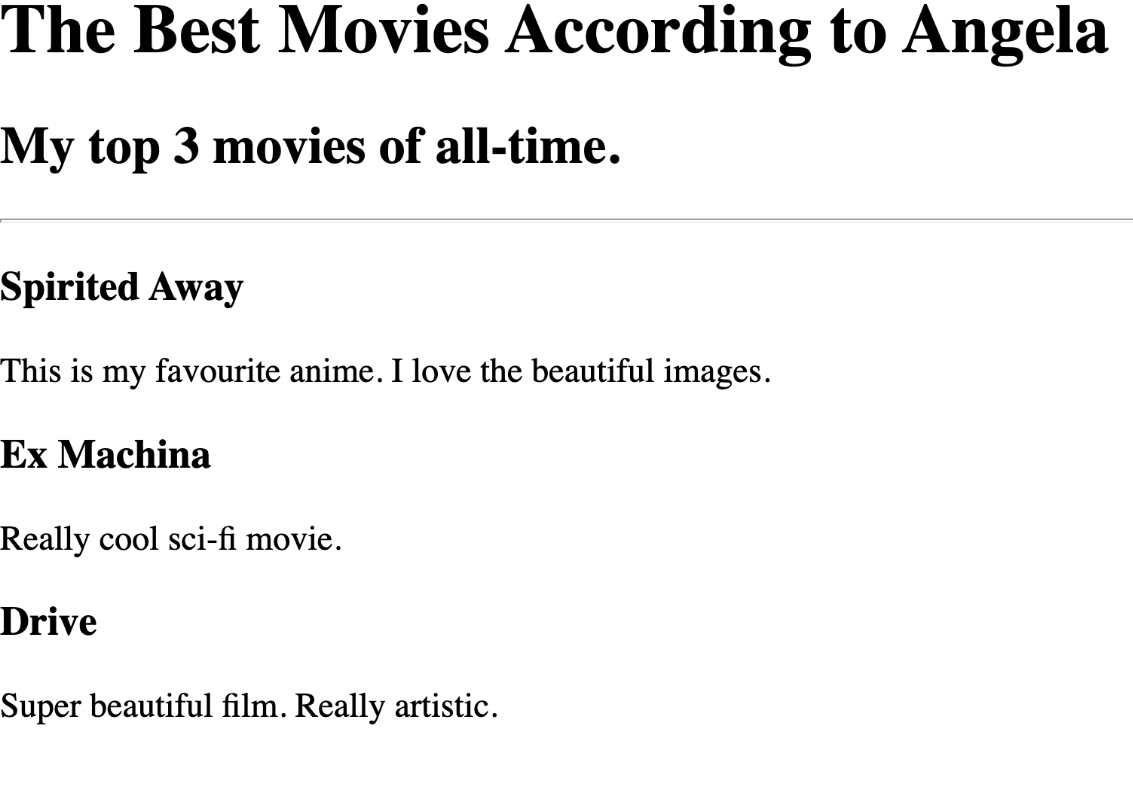 The Best Movies According to Angela
My top 3 movies of all-time.
Spirited Away
This is my favourite anime. I love the beautiful images.
Ex Machina
Really cool sci-fi movie.
Drive
Super beautiful film. Really artistic.